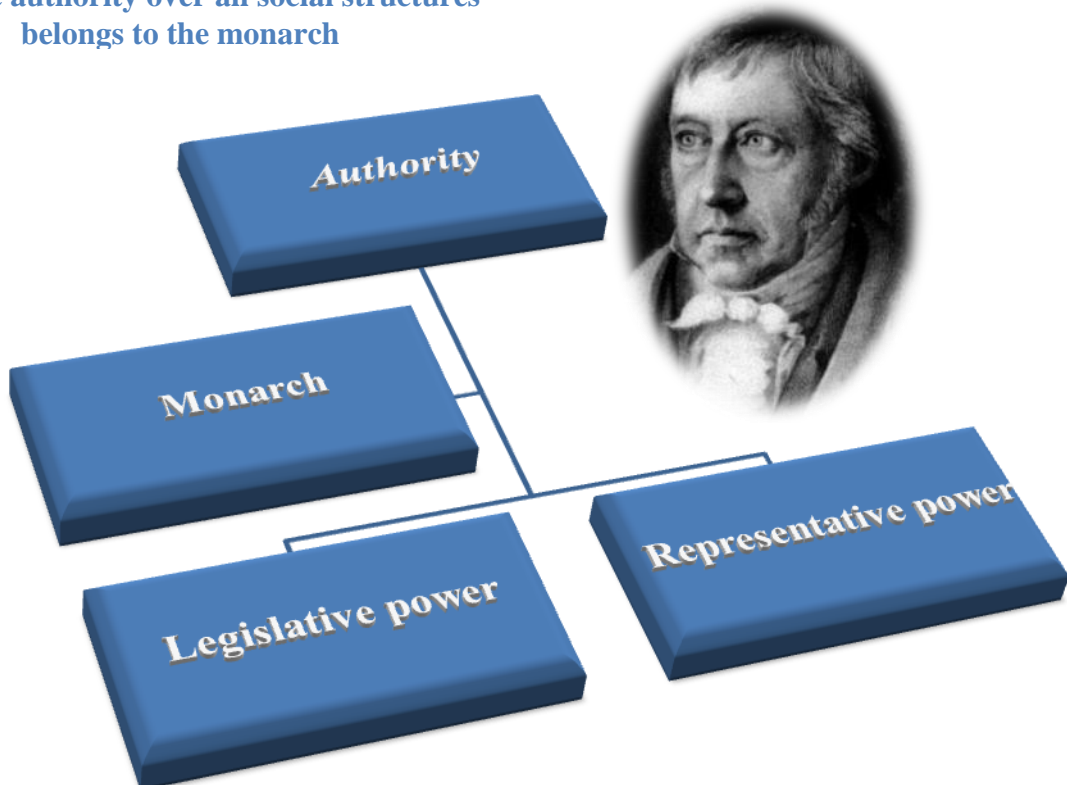 authority over all social structures
belongs to the monarch
Authority
Monarch
Representative power
Legislative power